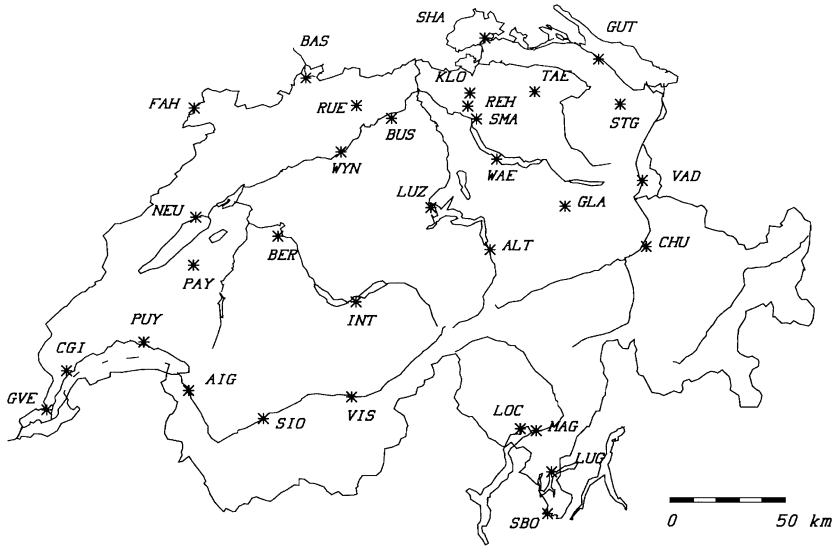 SHA
GUT
BAS
KLO
TAE
FAH
RUE
REH
STG
BUS
SMA
WYN
WAE
VAD
LUZ
NEU
GLA
BER
ALT
CHU
PAY
INT
PUY
CGI
AIG
GVE
VIS
LOC
SIO
MAG
LUG
SBO
0 50 km